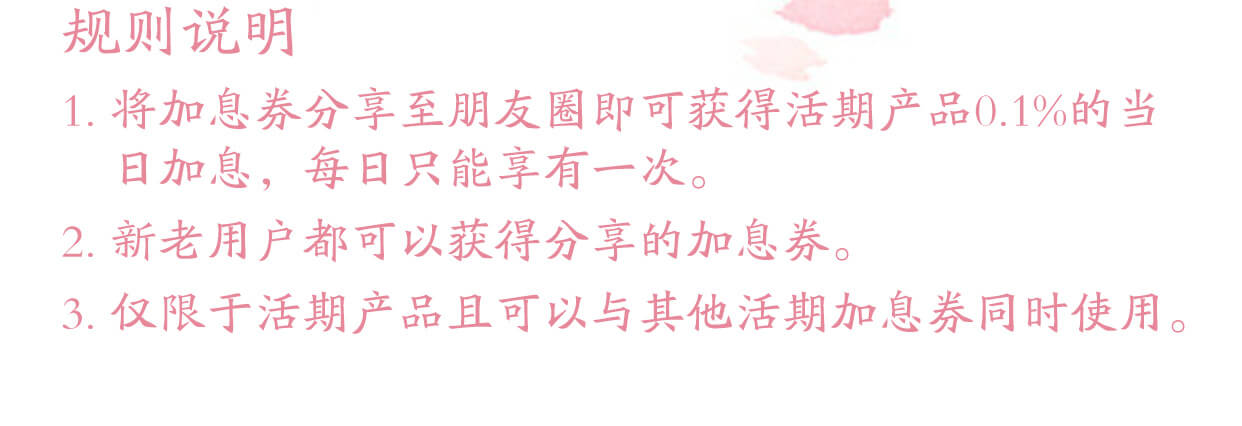 规则说明
1. 将加息券分享至朋友圈即可获得活期产品0.1%的当
日加息，每日只能享有一次。
2. 新老用户都可以获得分享的加息券。
3. 仅限于活期产品且可以与其他活期加息券同时使用。